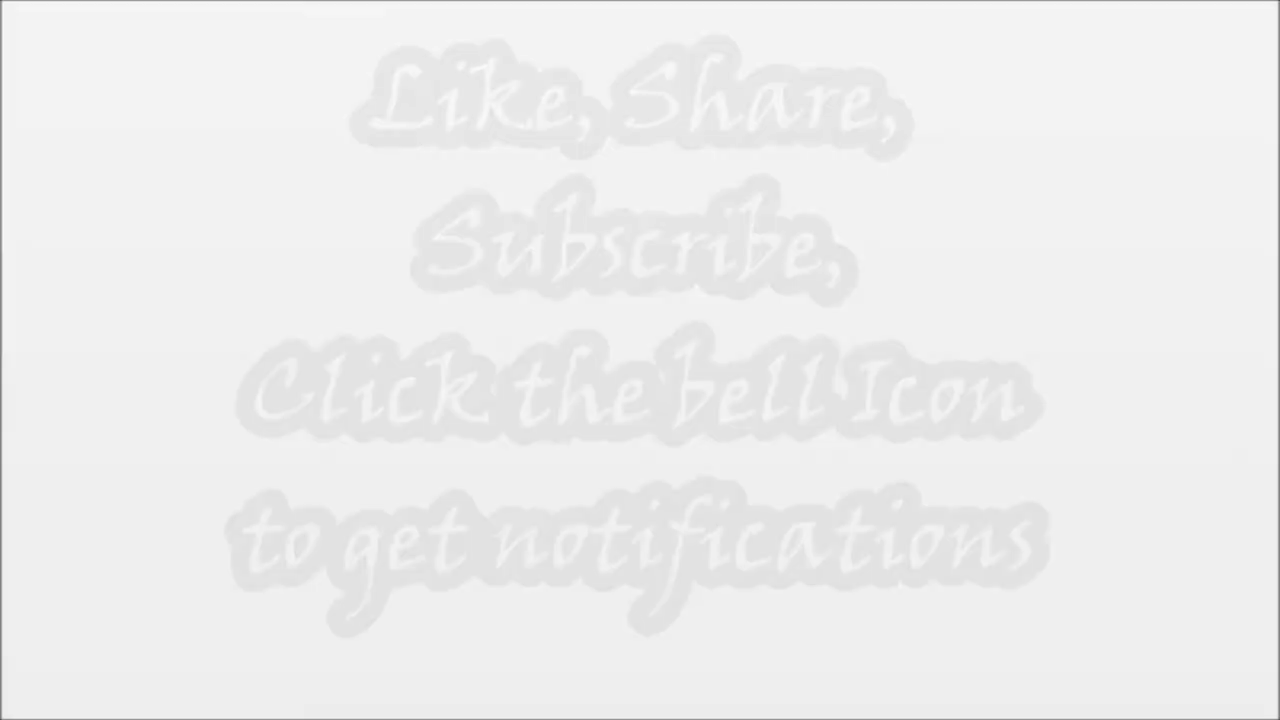 Like, Share,
Subscribe,
Click the bell Icon
to get notifications